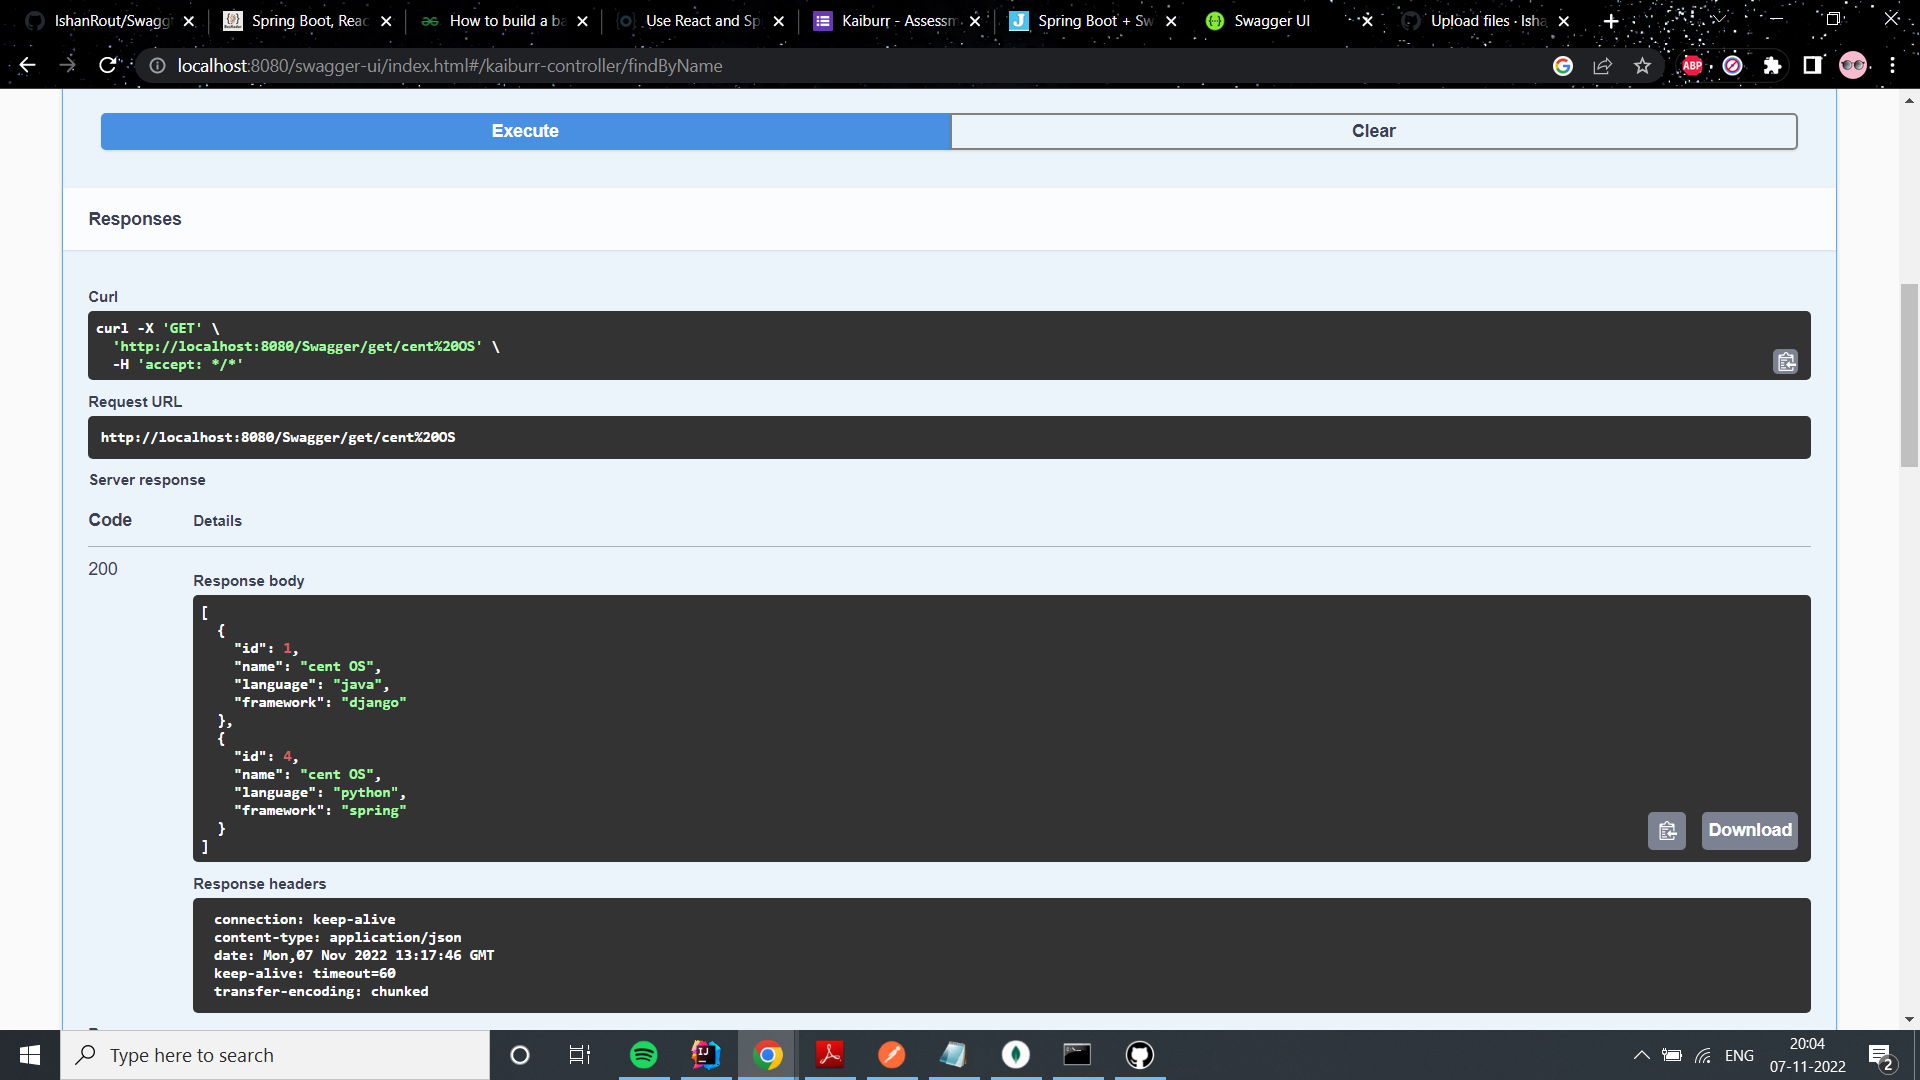 IshanRout/Swagg
Spring Boot, Reac
How to build a ba
Use React and Sp
Kaiburr - Assessm
Spring Boot + Sw
Swagger UI
Upload files · Isha
localhost:8080/swagger-ui/index.html#/kaiburr-controller/findByName
ABP
Execute
Clear
Responses
Curl
curl -X 'GET' \
'http://localhost:8080/Swagger/get/cent%20OS' \
-H 'accept: */*'
Request URL
http://localhost:8080/Swagger/get/cent%20OS
Server response
Code
Details
200
Response body
[
{
"id": 1,
"name": "cent OS",
"language": "java",
"framework": "django"
},
{
"id": 4,
"name": "cent OS",
"language": "python",
"framework": "spring"
}
]
Download
Response headers
connection: keep-alive
content-type: application/json
date: Mon,07 Nov 2022 13:17:46 GMT
keep-alive: timeout=60
transfer-encoding: chunked
Type here to search
ENG
20:04
07-11-2022
2